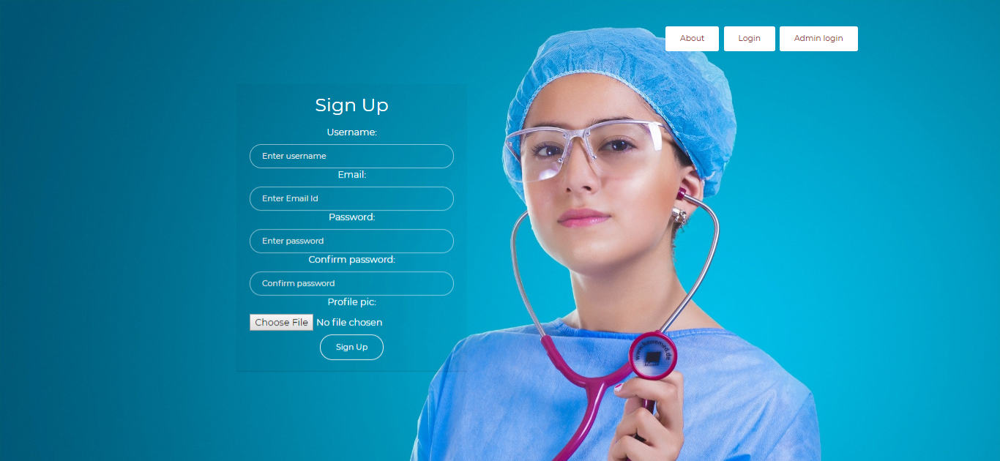 About
Login
Admin login
Sign Up
Username:
Enter username
Email:
Enter Email Id
Password:
Enter password
Confirm password:
Confirm password
Profile pic:
Choose File No file chosen
Sign Up
www.kawemed.de